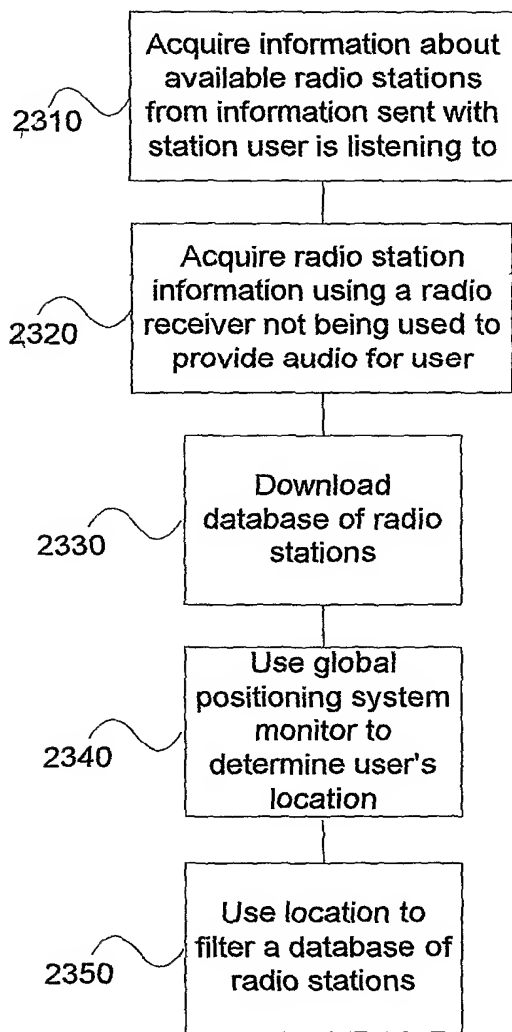 Acquire information about
available radio stations
from information sent with
station user is listening to
2310
Acquire radio station
information using a radio
receiver not being used to
provide audio for user
2320
Download
database of radio
stations
2330
Use global
positioning system
monitor to
determine user's
location
2340
Use location to
filter a database of
radio stations
2350